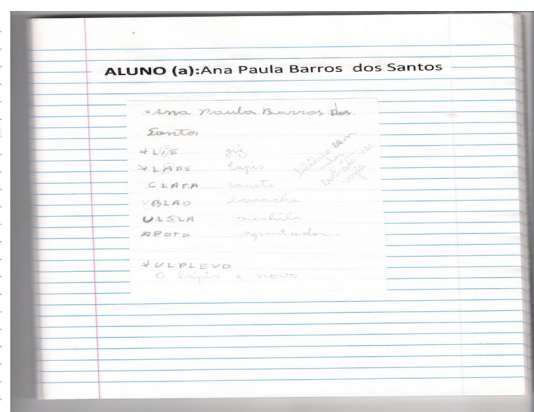 ALUNO (a):Ana Paula Barros dos Santos
Ana Paula Barros dos
Santos
LIE giz
LAPE lapis
CLAPA caneta
BLAO borracha
ULSLA mochila
APOTO apontador
ULPLEVO
O lapis e novo